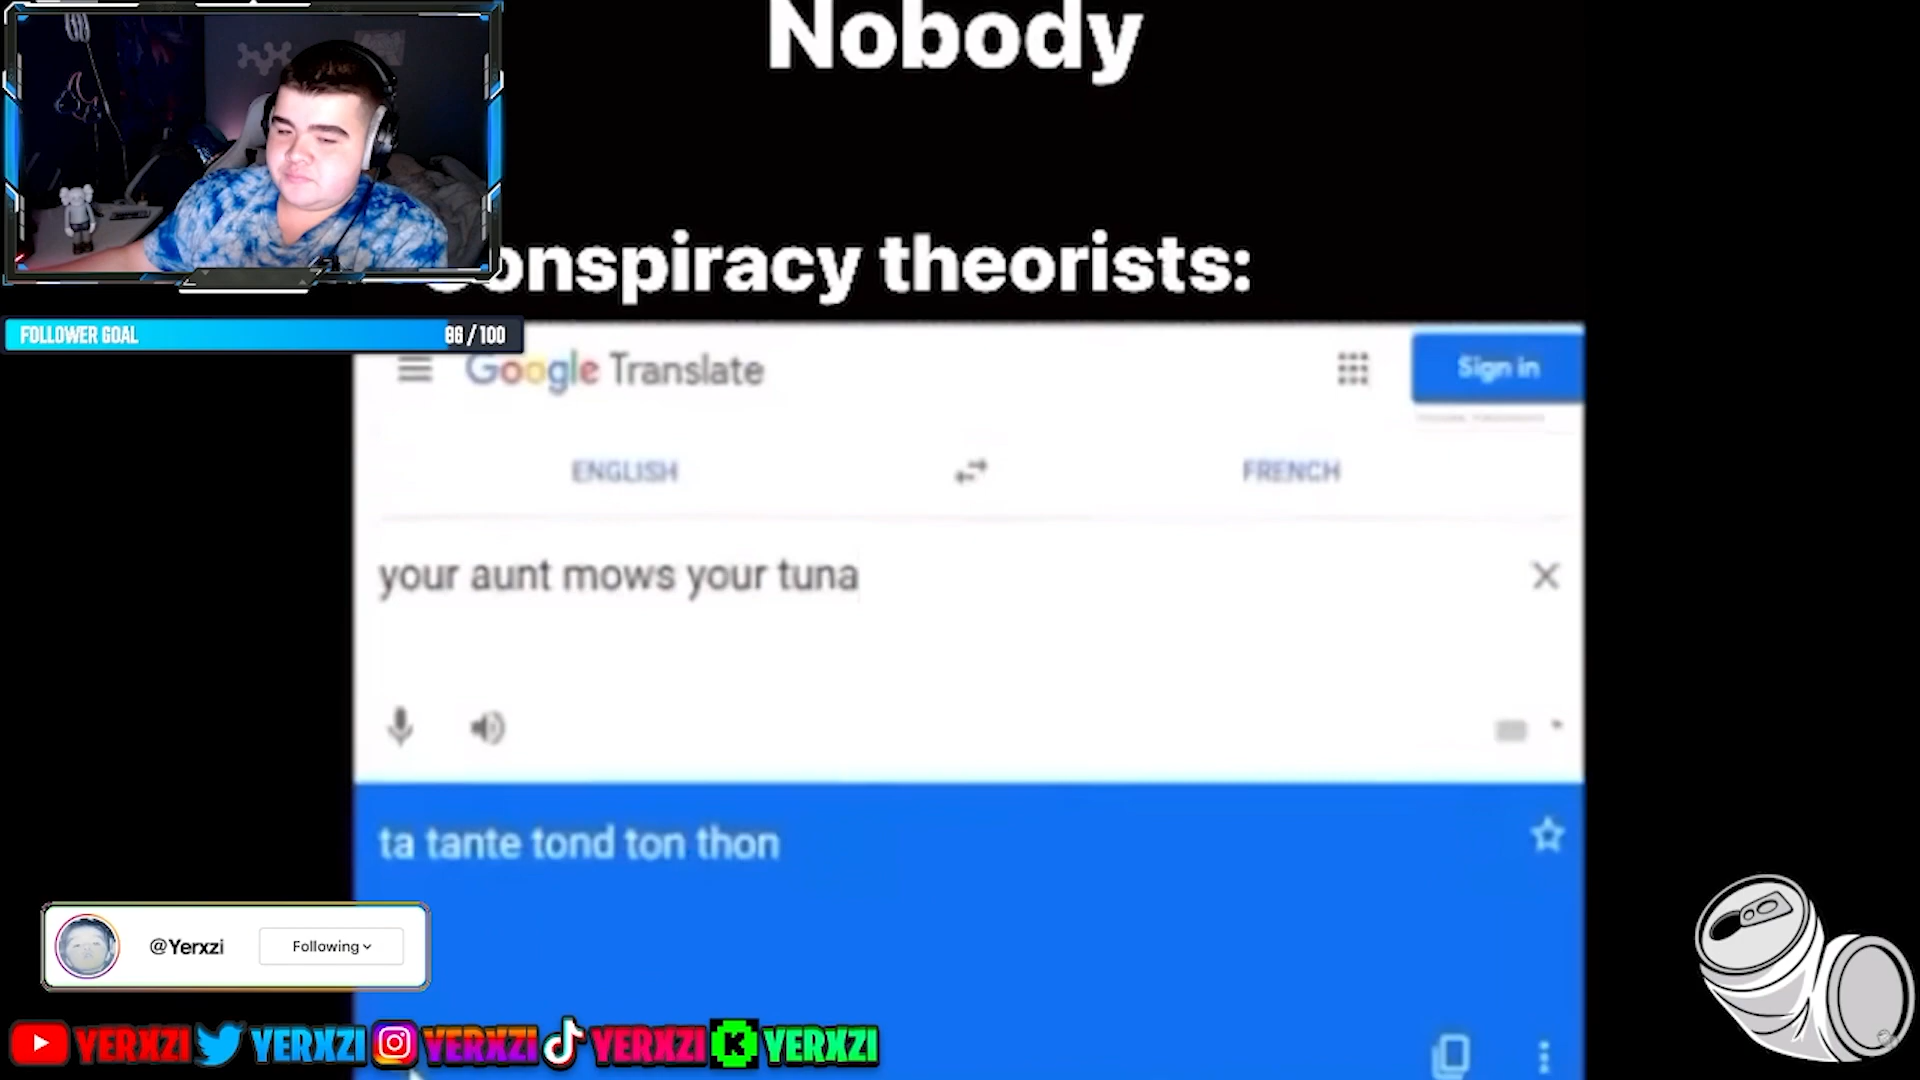 Nobody
onspiracy theorists:
FOLLOWER GOAL 86 / 100
Google Translate
Sign in
ENGLISH
FRENCH
your aunt mows your tuna
ta tante tond ton thon
@Yerxzi
Following
YERXZI YERXZI YERXZI YERXZI YERXZI